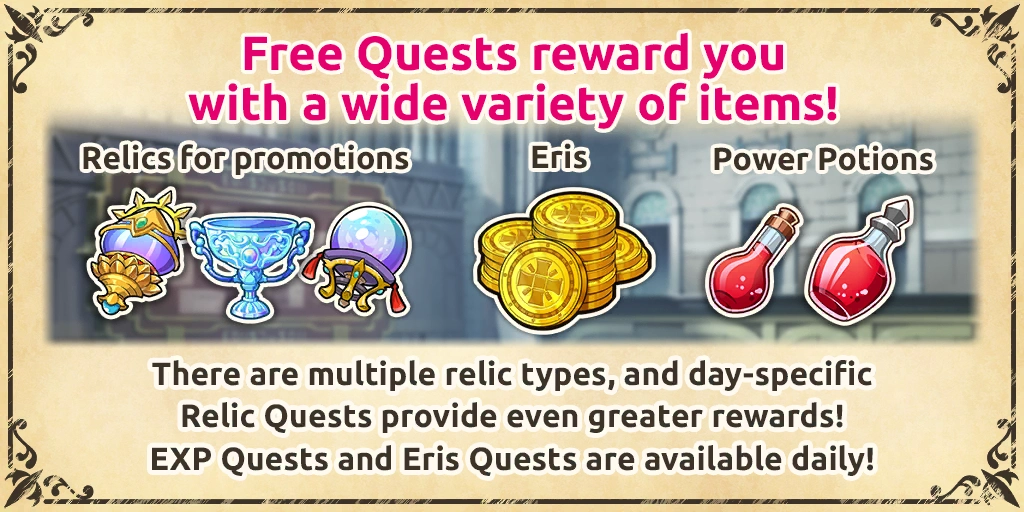 Free Quests reward you
with a wide variety of items!
Relics for promotions
Eris
Power Potions
There are multiple relic types, and day-specific
Relic Quests provide even greater rewards!
EXP Quests and Eris Quests are available daily!